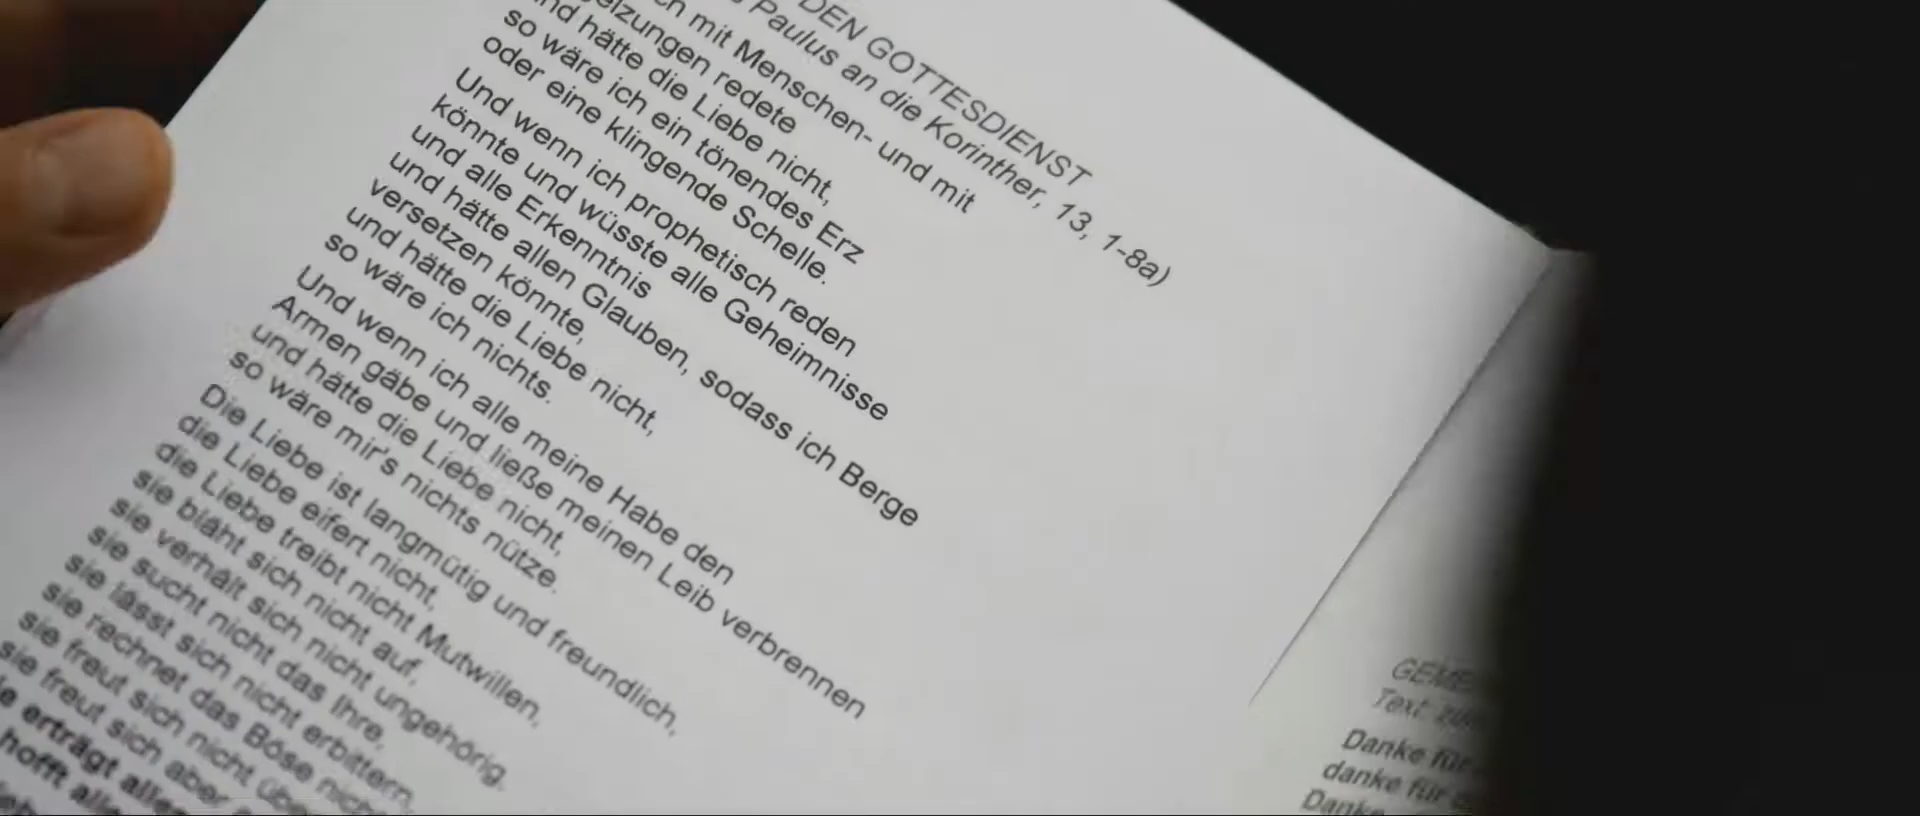 DEN GOTTESDIENST
Paulus an die Korinther, 13, 1-8a)
mit Menschen- und mit
redete
hätte die Liebe nicht,
so wäre ich ein tönendes Erz
oder eine klingende Schelle.
Und wenn ich prophetisch reden
könnte und wüsste alle Geheimnisse
und alle Erkenntnis
und hätte allen Glauben, sodass ich Berge
versetzen könnte,
und hätte die Liebe nicht,
so wäre ich nichts.
Und wenn ich alle meine Habe den
Armen gäbe und ließe meinen Leib verbrennen
und hätte die Liebe nicht,
so wäre mir's nichts nütze.
Die Liebe ist langmütig und freundlich,
die Liebe eifert nicht,
die Liebe treibt nicht Mutwillen,
sie bläht sich nicht auf,
sie verhält sich nicht ungehörig,
sie sucht nicht das Ihre,
sie lässt sich nicht erbittern,
sie rechnet das Böse
sie freut sich nicht
sie freut sich aber
erträgt
hofft
Text:
Danke für
danke für
Danke